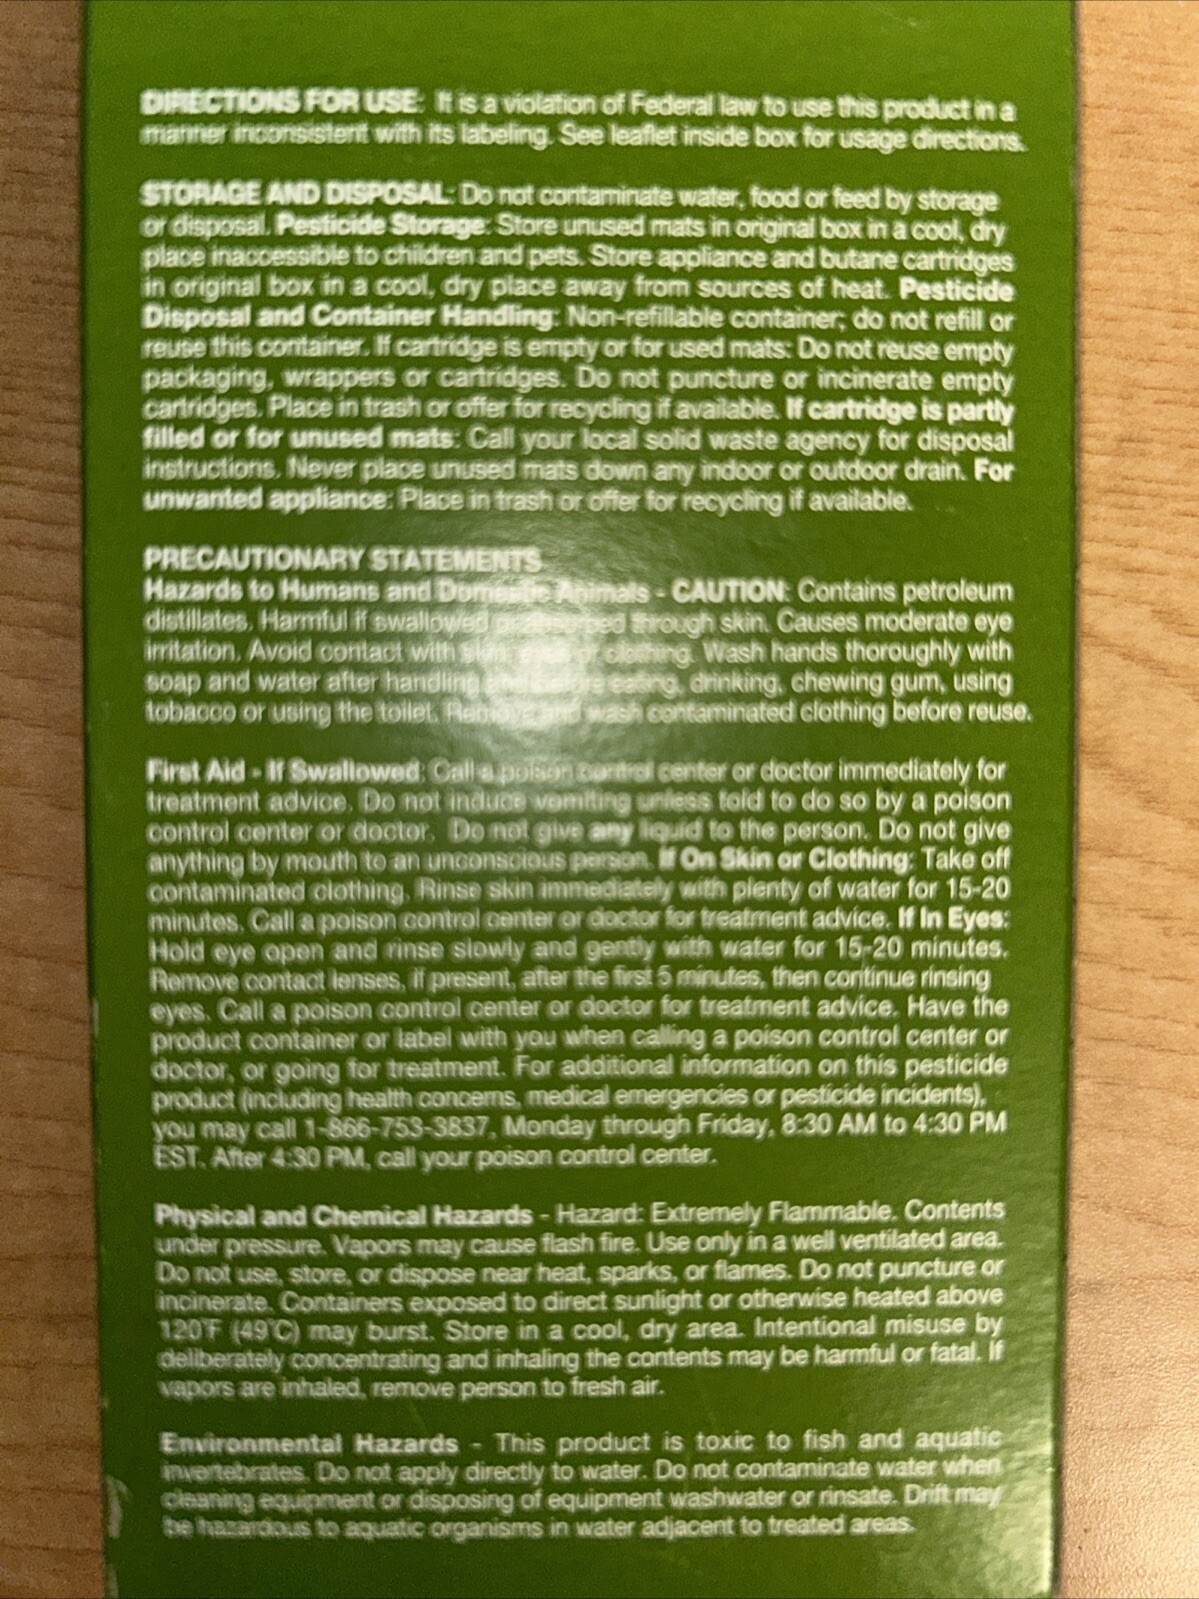 DIRECTIONS FOR USE: It is a violation of Federal law to use this product in a
manner inconsistent with its labeling. See leaflet inside box for usage directions.
STORAGE AND DISPOSAL: Do not contaminate water, food or feed by storage
or disposal. Pesticide Storage: Store unused mats in original box in a cool, dry
place inaccessible to children and pets. Store appliance and butane cartridges
in original box in a cool, dry place away from sources of heat. Pesticide
Disposal and Container Handling: Non-refillable container; do not refill or
reuse this container. If cartridge is empty or for used mats: Do not reuse empty
packaging, wrappers or cartridges. Do not puncture or incinerate empty
cartridges. Place in trash or offer for recycling if available. If cartridge is partly
filled or for unused mats: Call your local solid waste agency for disposal
instructions. Never place unused mats down any indoor or outdoor drain. For
unwanted appliance: Place in trash or offer for recycling if available.
PRECAUTIONARY STATEMENTS
Hazards to Humans and Domestic Animals - CAUTION: Contains petroleum
distillates. Harmful if swallowed or absorbed through skin. Causes moderate eye
irritation. Avoid contact with skin, eyes or clothing. Wash hands thoroughly with
soap and water after handling and before eating, drinking, chewing gum, using
tobacco or using the toilet. Remove and wash contaminated clothing before reuse.
First Aid - If Swallowed: Call a poison control center or doctor immediately for
treatment advice. Do not induce vomiting unless told to do so by a poison
control center or doctor. Do not give any liquid to the person. Do not give
anything by mouth to an unconscious person. If On Skin or Clothing: Take off
contaminated clothing. Rinse skin immediately with plenty of water for 15-20
minutes. Call a poison control center or doctor for treatment advice. If In Eyes:
Hold eye open and rinse slowly and gently with water for 15-20 minutes.
Remove contact lenses, if present, after the first 5 minutes, then continue rinsing
eyes. Call a poison control center or doctor for treatment advice. Have the
product container or label with you when calling a poison control center or
doctor, or going for treatment. For additional information on this pesticide
product (including health concerns, medical emergencies or pesticide incidents),
you may call 1-866-753-3837, Monday through Friday, 8:30 AM to 4:30 PM
EST. After 4:30 PM, call your poison control center.
Physical and Chemical Hazards - Hazard: Extremely Flammable. Contents
under pressure. Vapors may cause flash fire. Use only in a well ventilated area.
Do not use, store, or dispose near heat, sparks, or flames. Do not puncture or
incinerate. Containers exposed to direct sunlight or otherwise heated above
120°F (49°C) may burst. Store in a cool, dry area. Intentional misuse by
deliberately concentrating and inhaling the contents may be harmful or fatal. If
vapors are inhaled, remove person to fresh air.
Environmental Hazards - This product is toxic to fish and aquatic
invertebrates. Do not apply directly to water. Do not contaminate water when
cleaning equipment or disposing of equipment washwater or rinsate. Drift may
be hazardous to aquatic organisms in water adjacent to treated areas.